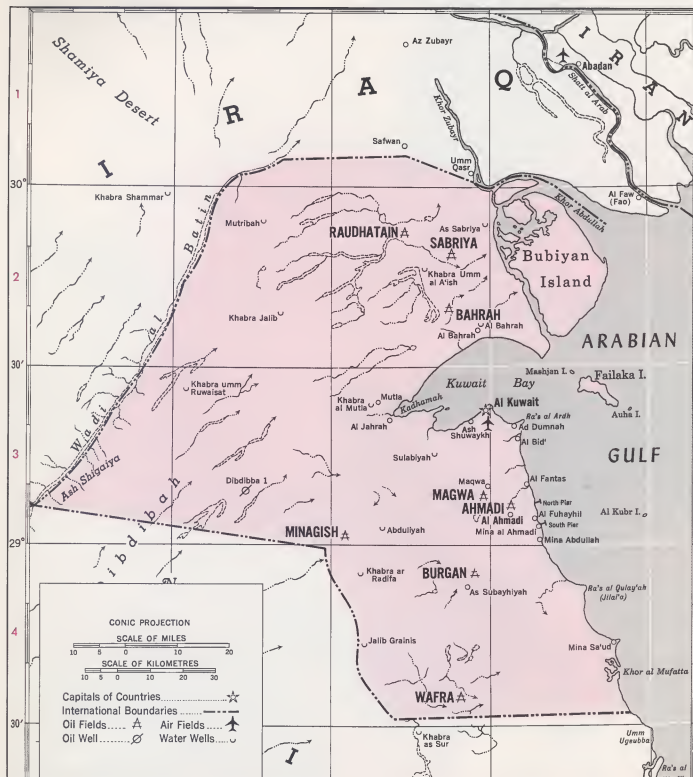 Shamiya Desert
Az Zubayr
I R A Q
I R A N
Abadan
Shatt al Arab
1
Khor Zubayr
Safwan
Umm
Qasr
30°
Khabra Shammar
Al Faw
(Fao)
Khor Abdullah
Wadi al Batin
Mutribah
RAUDHATAIN
As Sabriya
SABRIYA
2
Khabra Umm
al A'ish
Bubiyan
Island
Khabra Jalib
BAHRAH
Al Bahrah
Al Bahrah
ARABIAN
30'
Kuwait Bay
Maahjan I.
Failaka I.
Khabra umm
Ruwaisat
Khabra
al Mutla
Mutla
Kadhamah
Al Kuwait
Auha I.
Al Jahrah
Ash
Shuwaykh
Ra's al Ardh
Ad Dumnah
Al Bid'
GULF
3
Ash Shigaiya
Sulabiyah
Dibdibba 1
Maqwa
Al Fantas
MAGWA
North Pier
AHMADI
Al Ahmadi
Al Fuhayhil
South Pier
Al Kubr I.
Dibdibah
MINAGISH
Abduliyah
Mina al Ahmadi
Mina Abdullah
29°
N
Khabra ar
Radifa
BURGAN
As Subayhiyah
Ra's al Qulay'ah
(Jilai'a)
CONIC PROJECTION
SCALE OF MILES
10 5 0 10 20
SCALE OF KILOMETRES
10 5 0 10 20 30
4
Jalib Grainis
Mina Sa'ud
Khor al Mufatta
Capitals of Countries
International Boundaries
Oil Fields Air Fields
Oil Well Water Wells
WAFRA
30'
Khabra
as Sur
I
Umm
Ra's al